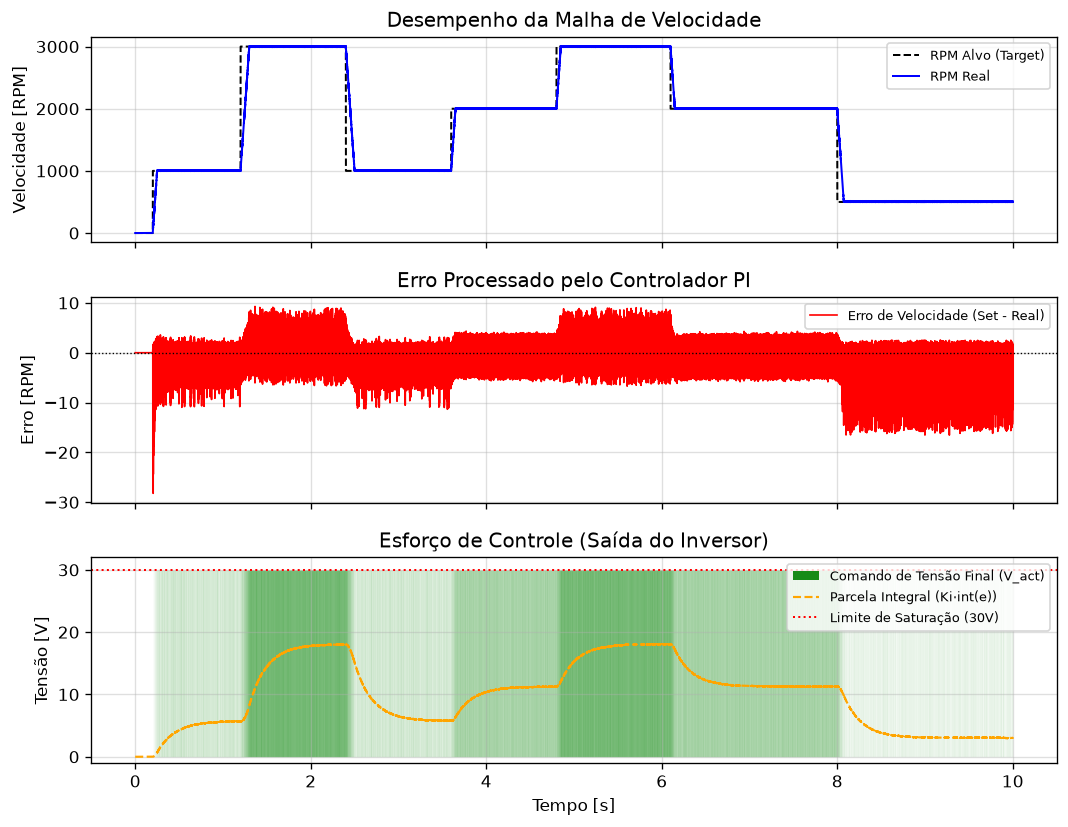 Desempenho da Malha de Velocidade
3000
2000
1000
0
Velocidade [RPM]
RPM Alvo (Target)
RPM Real
Erro Processado pelo Controlador PI
10
0
−10
−20
−30
Erro [RPM]
Erro de Velocidade (Set - Real)
Esforço de Controle (Saída do Inversor)
30
20
10
0
Tensão [V]
Comando de Tensão Final (V_act)
Parcela Integral (Ki·int(e))
Limite de Saturação (30V)
0 2 4 6 8 10
Tempo [s]